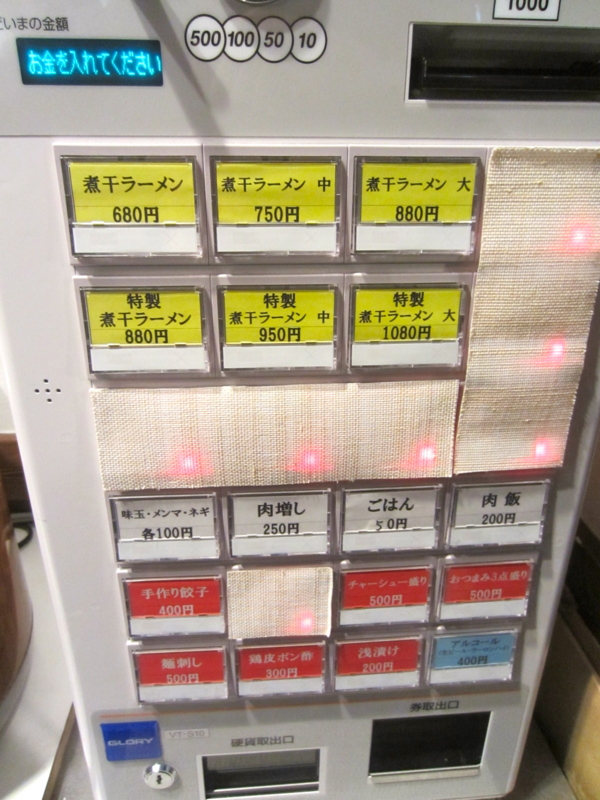 だいまの金額
お金を入れてください
500 100 50 10
1000
煮干ラーメン
680円
煮干ラーメン 中
750円
煮干ラーメン 大
880円
特製
煮干ラーメン
880円
特製
煮干ラーメン 中
950円
特製
煮干ラーメン 大
1080円
味玉・メンマ・ネギ
各100円
肉増し
250円
ごはん
50円
肉飯
200円
手作り餃子
400円
チャーシュー盛り
500円
おつまみ3点盛り
500円
麺刺し
500円
鶏皮ポン酢
300円
浅漬け
200円
アルコール
400円
GLORY
VT-S10
硬貨取出口
券取出口